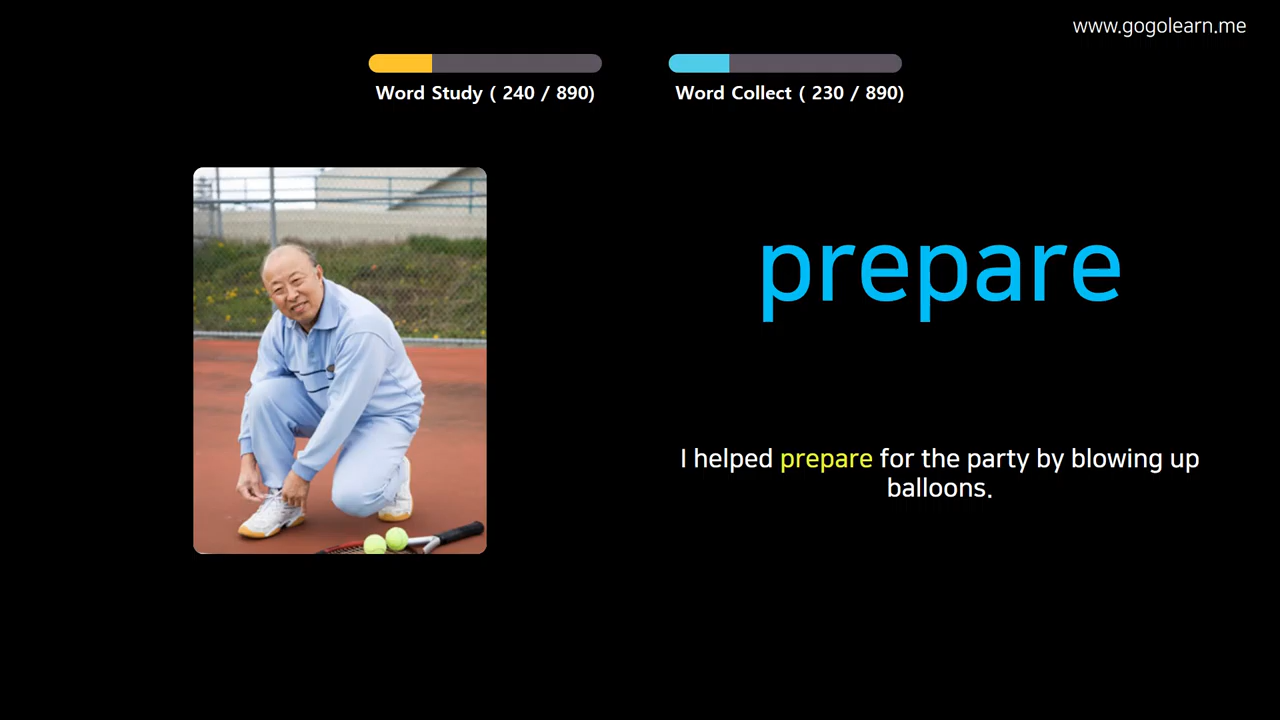 www.gogolearn.me
Word Study ( 240 / 890)
Word Collect ( 230 / 890)
prepare
I helped prepare for the party by blowing up
balloons.